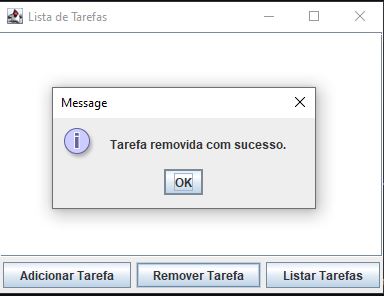 Lista de Tarefas
Message
Tarefa removida com sucesso.
OK
Adicionar Tarefa
Remover Tarefa
Listar Tarefas